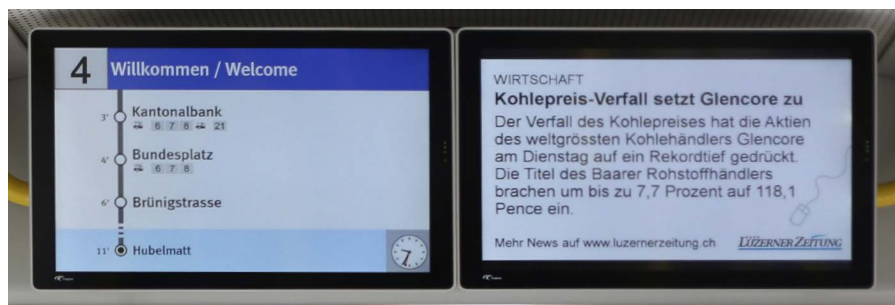 4 Willkommen / Welcome
3' Kantonalbank
6 7 8 21
4' Bundesplatz
6 7 8
6' Brünigstrasse
11' Hubelmatt
WIRTSCHAFT
Kohlepreis-Verfall setzt Glencore zu
Der Verfall des Kohlepreises hat die Aktien
des weltgrössten Kohlehändlers Glencore
am Dienstag auf ein Rekordtief gedrückt.
Die Titel des Baarer Rohstoffhändlers
brachen um bis zu 7,7 Prozent auf 118,1
Pence ein.
Mehr News auf www.luzernerzeitung.ch LUZERNER ZEITUNG